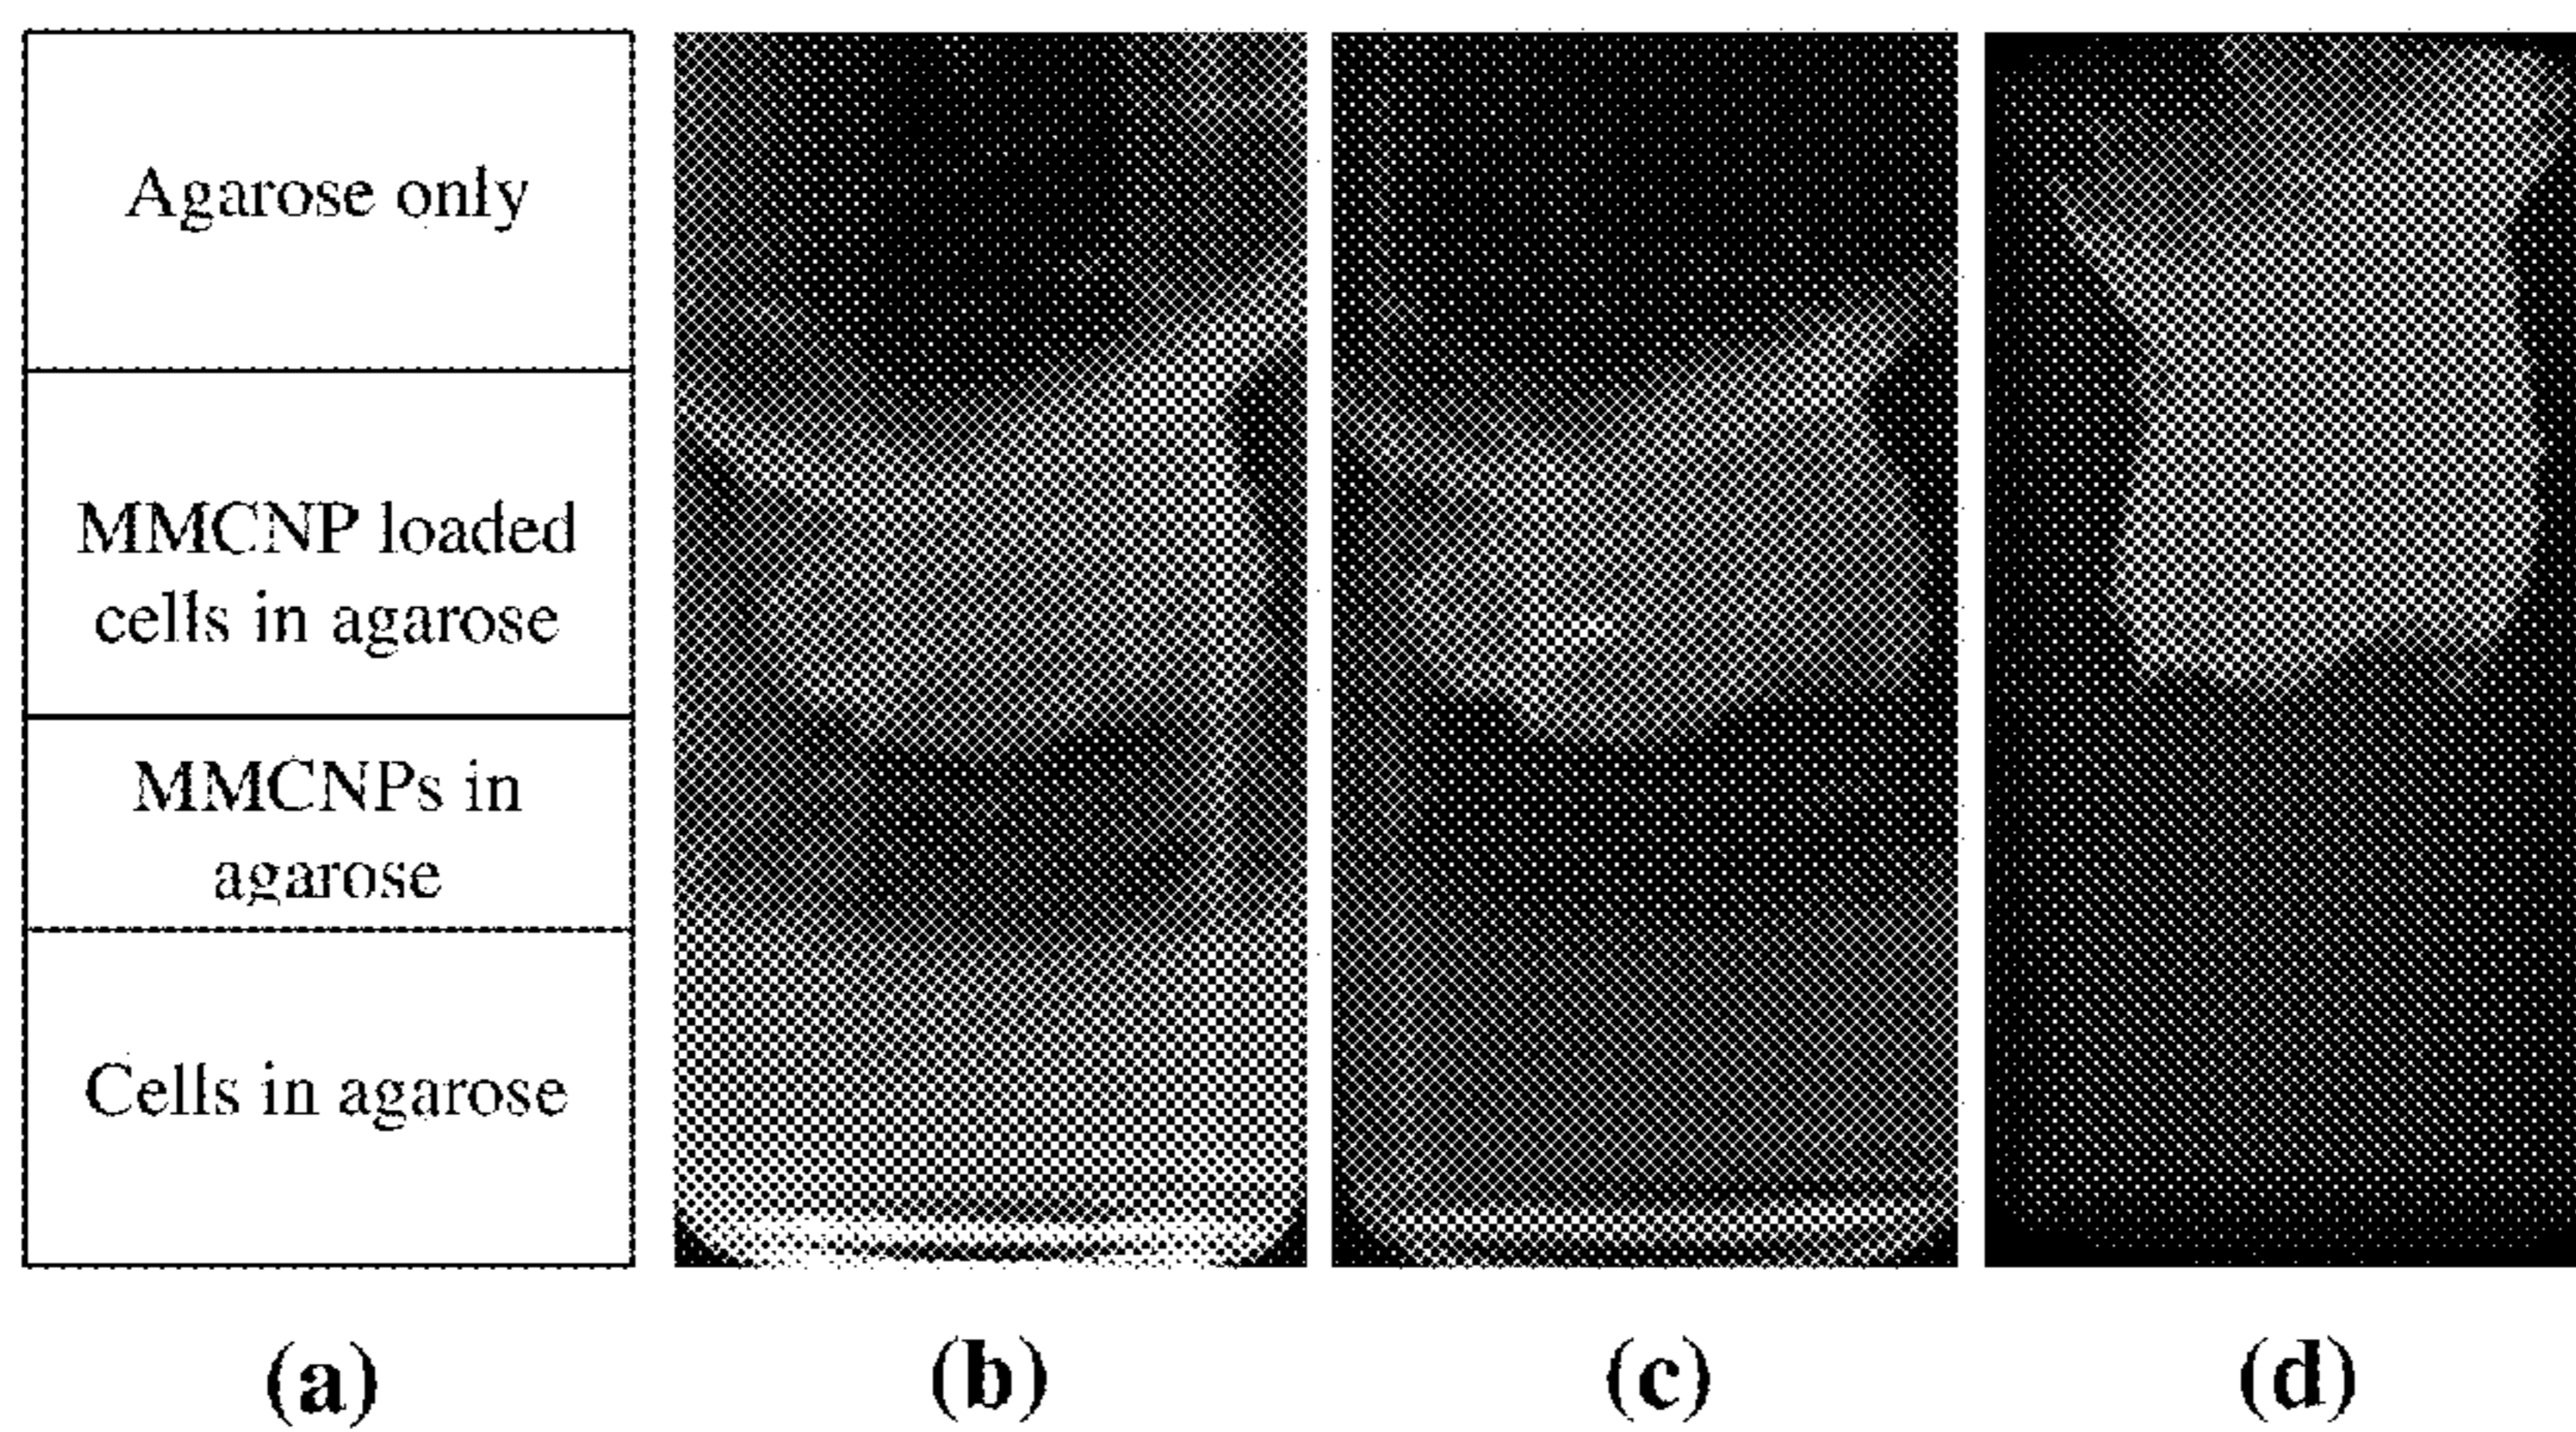 Agarose only
MMCNP loaded
cells in agarose
MMCNPs in
agarose
Cells in agarose
(a)
(b)
(c)
(d)